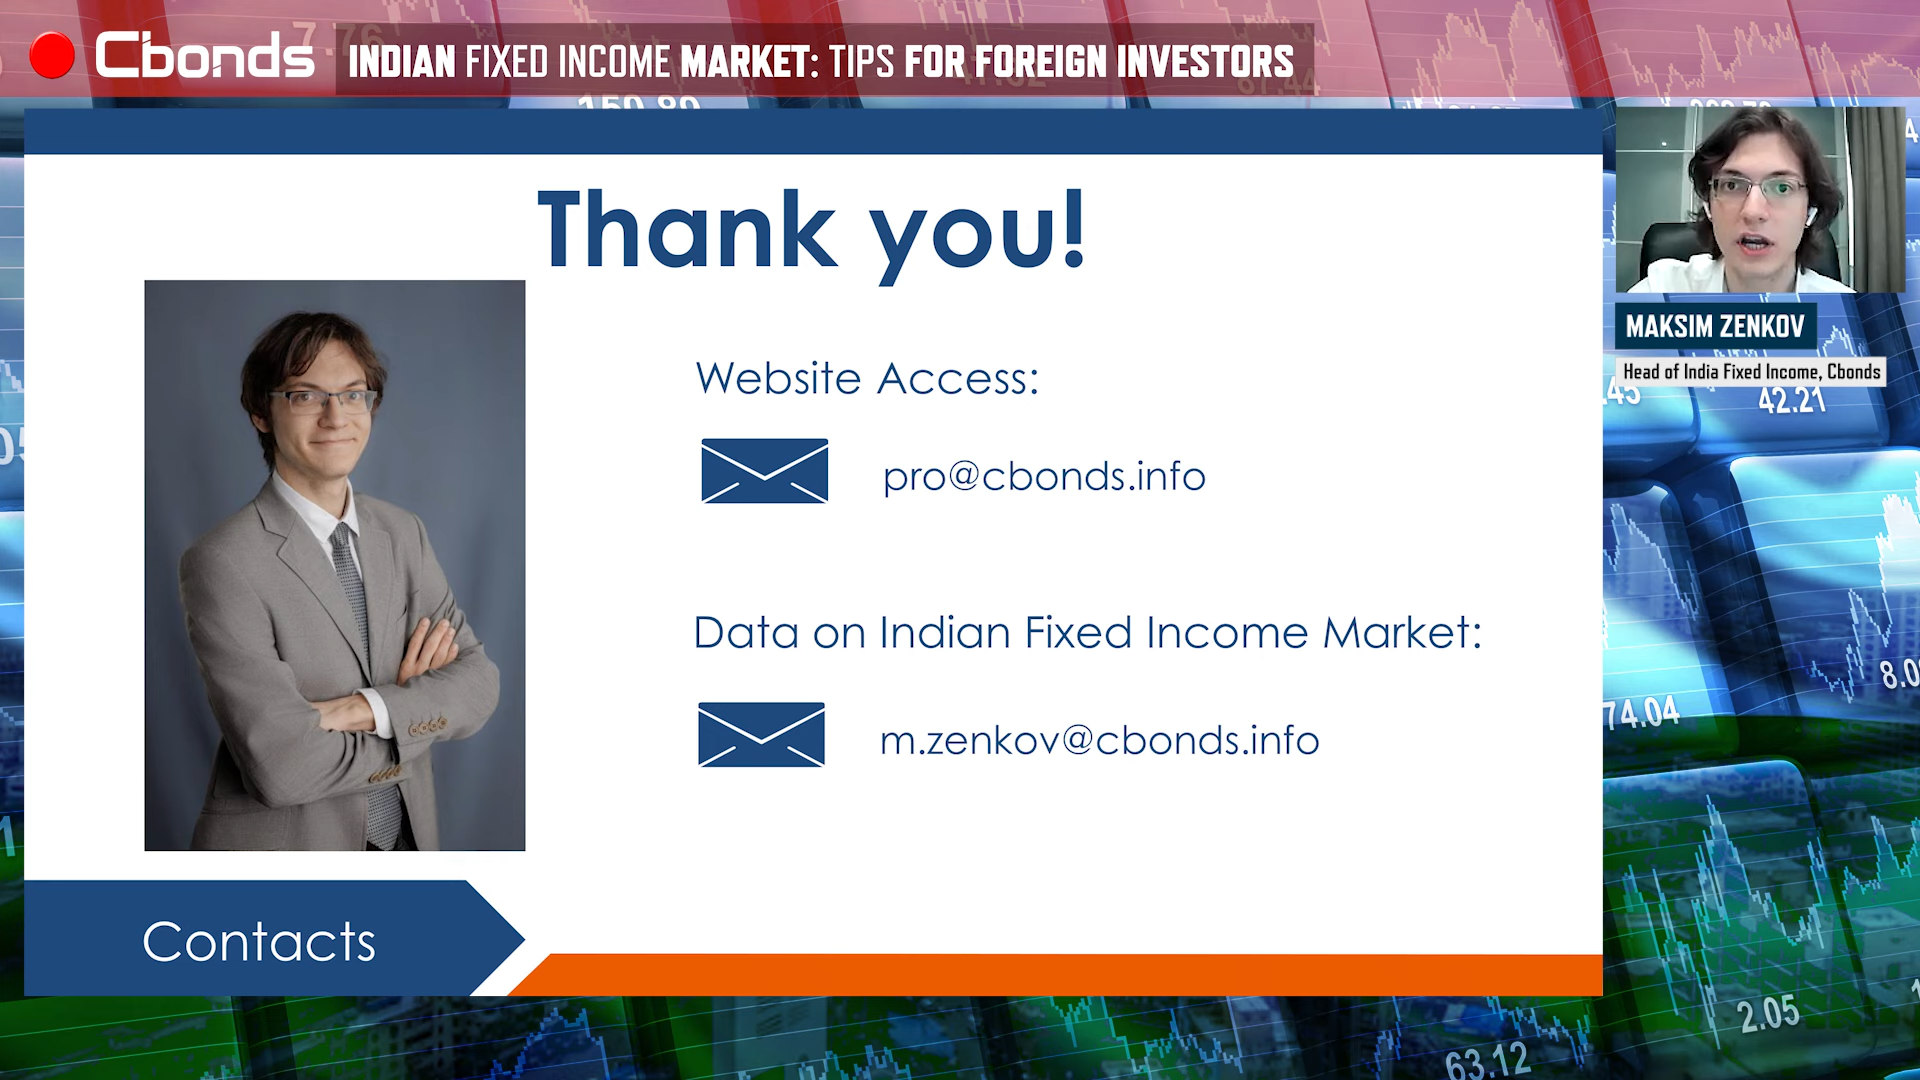 Cbonds
INDIAN FIXED INCOME MARKET: TIPS FOR FOREIGN INVESTORS
Thank you!
Website Access:
pro@cbonds.info
Data on Indian Fixed Income Market:
m.zenkov@cbonds.info
Contacts
MAKSIM ZENKOV
Head of India Fixed Income, Cbonds
42.21
74.04
2.05
63.12